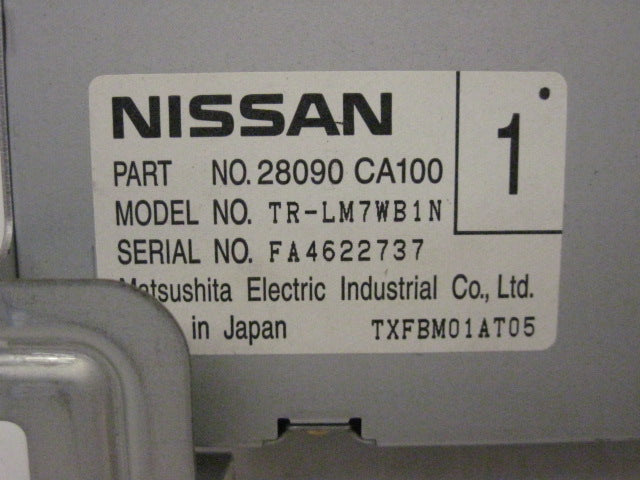 NISSAN
1
PART NO. 28090 CA100
MODEL NO. TR-LM7WB1N
SERIAL NO. FA4622737
Matsushita Electric Industrial Co., Ltd.
in Japan TXFBM01AT05